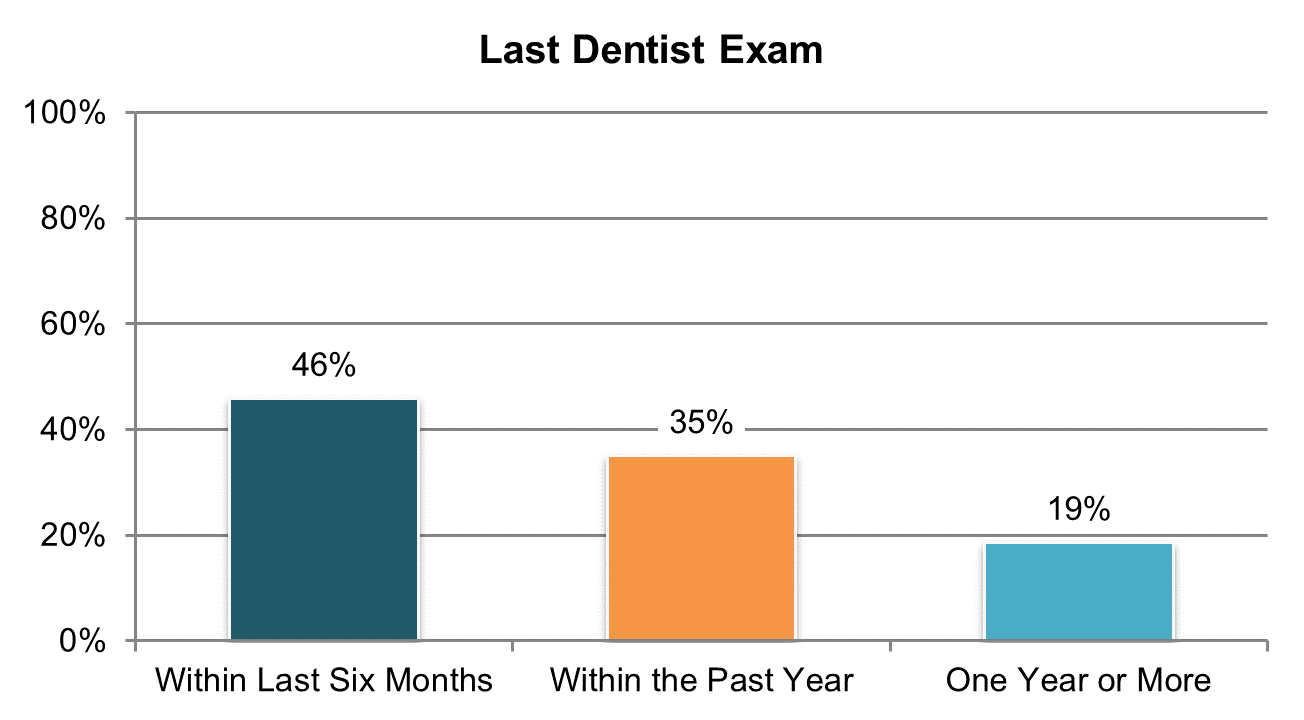 Last Dentist Exam
100%
80%
60%
46%
40%
35%
20%
19%
0%
Within Last Six Months
Within the Past Year
One Year or More